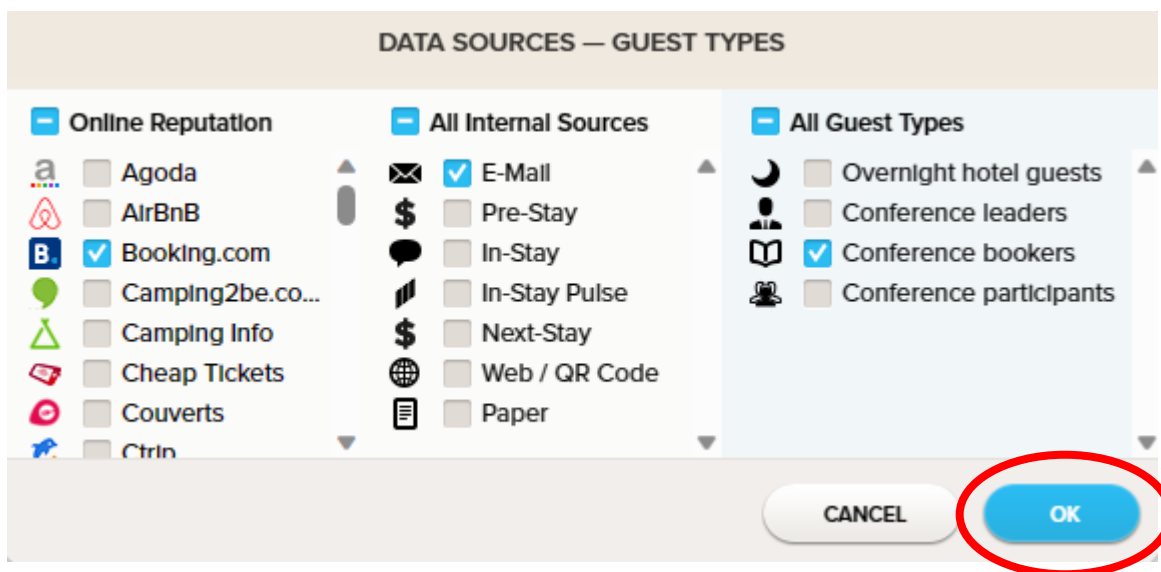 DATA SOURCES — GUEST TYPES
Online Reputation
a Agoda
AirBnB
B. Booking.com
Camping2be.co...
Camping Info
Cheap Tickets
Couverts
Ctrip
All Internal Sources
E-Mail
$ Pre-Stay
In-Stay
In-Stay Pulse
$ Next-Stay
Web / QR Code
Paper
All Guest Types
Overnight hotel guests
Conference leaders
Conference bookers
Conference participants
CANCEL
OK